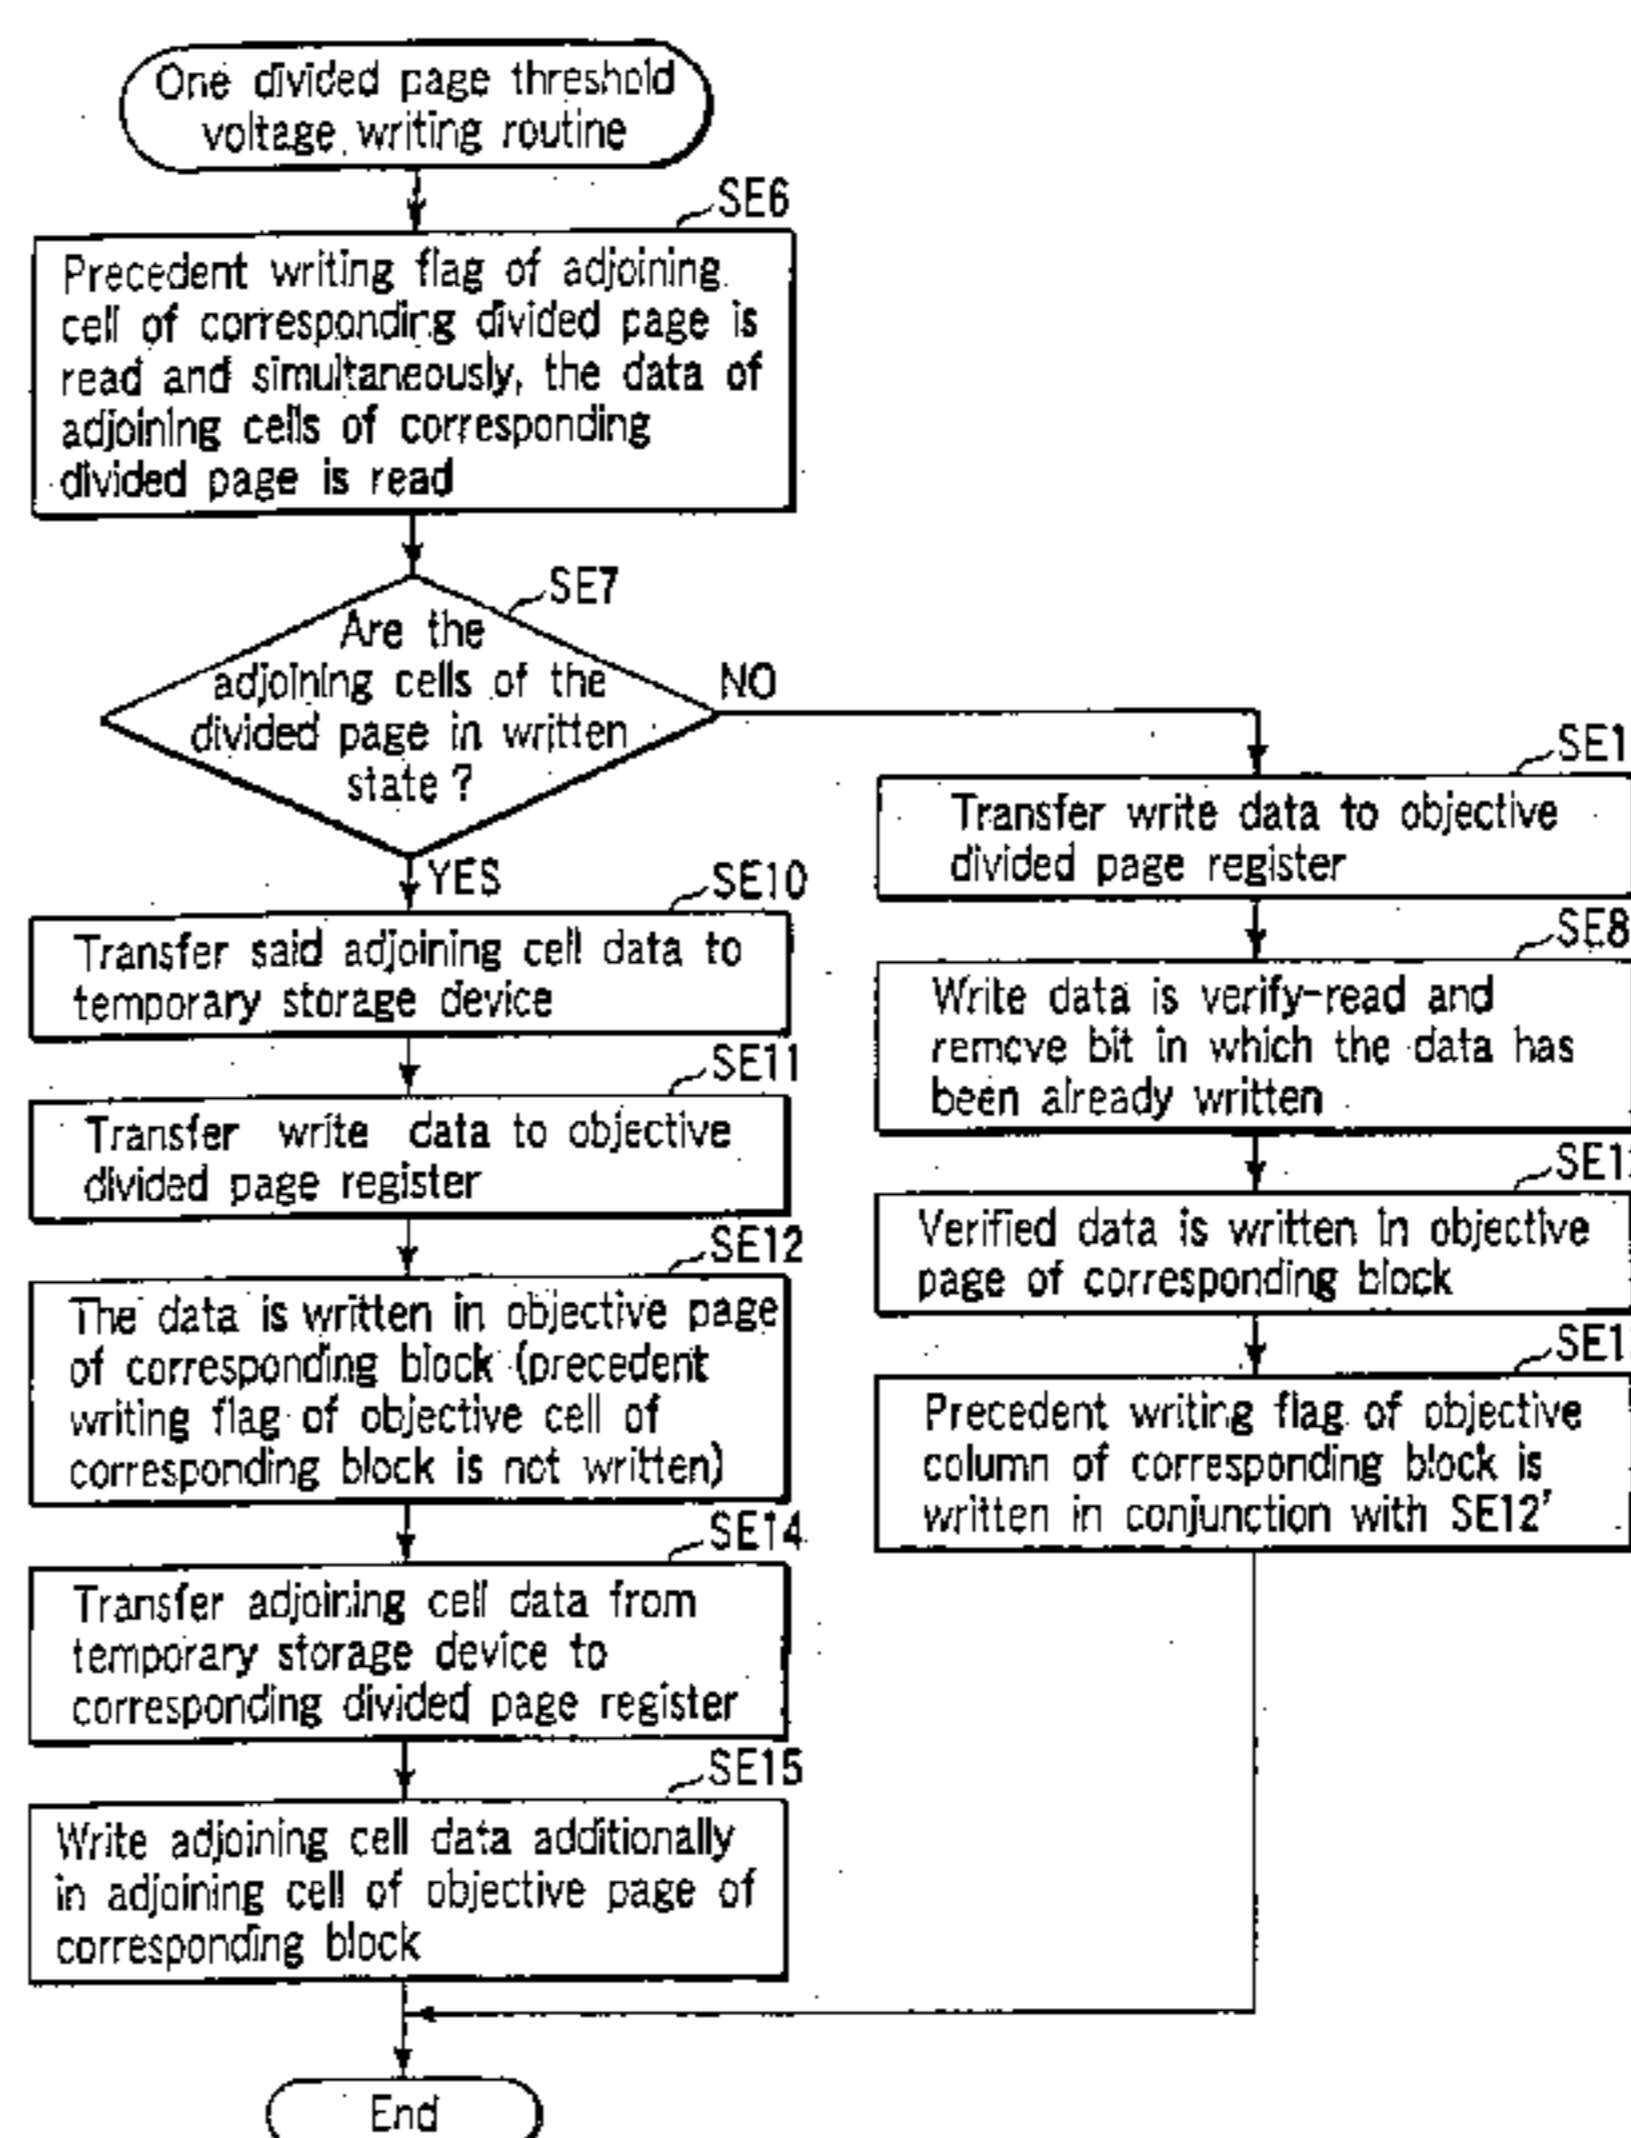 One divided page threshold
voltage writing routine
SE6
Precedent writing flag of adjoining
cell of corresponding divided page is
read and simultaneously, the data of
adjoining cells of corresponding
divided page is read
SE7
Are the
adjoining cells of the
divided page in written
state ?
NO
YES
SE10
Transfer said adjoining cell data to
temporary storage device
SE11
Transfer write data to objective
divided page register
SE12
The data is written in objective page
of corresponding block (precedent
writing flag of objective cell of
corresponding block is not written)
SE14
Transfer adjoining cell data from
temporary storage device to
corresponding divided page register
SE15
Write adjoining cell data additionally
in adjoining cell of objective page of
corresponding block
SE1
Transfer write data to objective
divided page register
SE8
Write data is verify-read and
remove bit in which the data has
been already written
SE1
Verified data is written in objective
page of corresponding block
SE1
Precedent writing flag of objective
column of corresponding block is
written in conjunction with SE12'
End